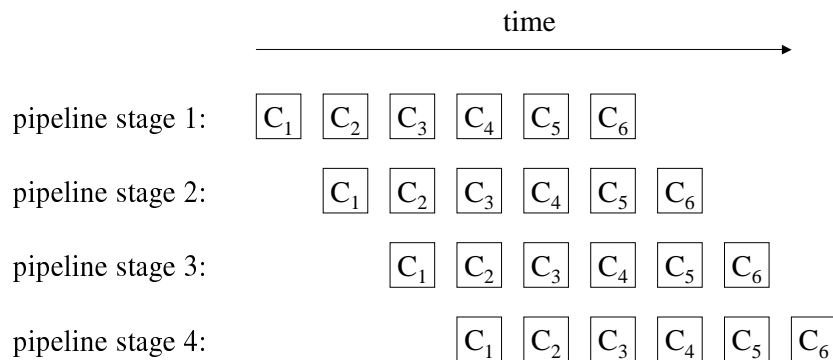 time
pipeline stage 1: C1 C2 C3 C4 C5 C6
pipeline stage 2: C1 C2 C3 C4 C5 C6
pipeline stage 3: C1 C2 C3 C4 C5 C6
pipeline stage 4: C1 C2 C3 C4 C5 C6